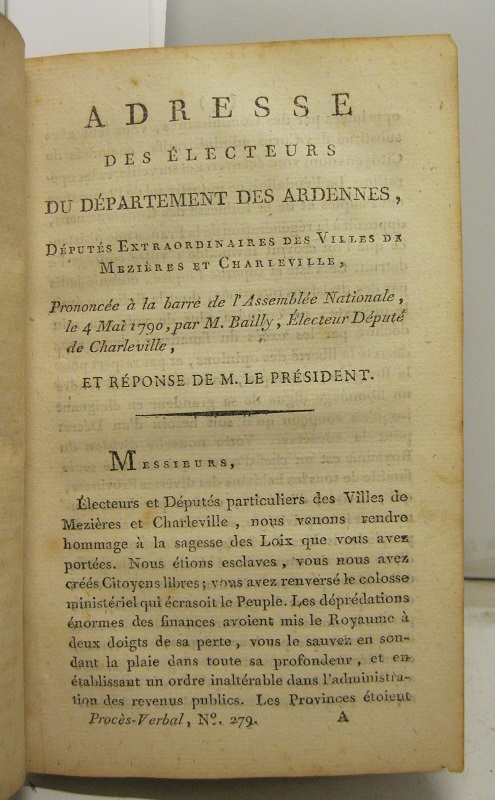 ADRESSE
DES ÉLECTEURS
DU DÉPARTEMENT DES ARDENNES,
DÉPUTÉS EXTRAORDINAIRES DES VILLES DE
MEZIÈRES ET CHARLEVILLE,
Prononcée à la barre de l'Assemblée Nationale,
le 4 Mai 1790, par M. Bailly, Électeur Député
de Charleville,
ET RÉPONSE DE M. LE PRÉSIDENT.
MESSIEURS,
Électeurs et Députés particuliers des Villes de
Mezières et Charleville, nous venons rendre
hommage à la sagesse des Loix que vous avez
portées. Nous étions esclaves, vous nous avez
créés Citoyens libres; vous avez renversé le colosse
ministériel qui écrasoit le Peuple. Les déprédations
énormes des finances avoient mis le Royaume à
deux doigts de sa perte, vous le sauvez en son-
dant la plaie dans toute sa profondeur, et en
établissant un ordre inaltérable dans l'administra-
tion des revenus publics. Les Provinces étoient
Procès-Verbal, Nº. 279. A